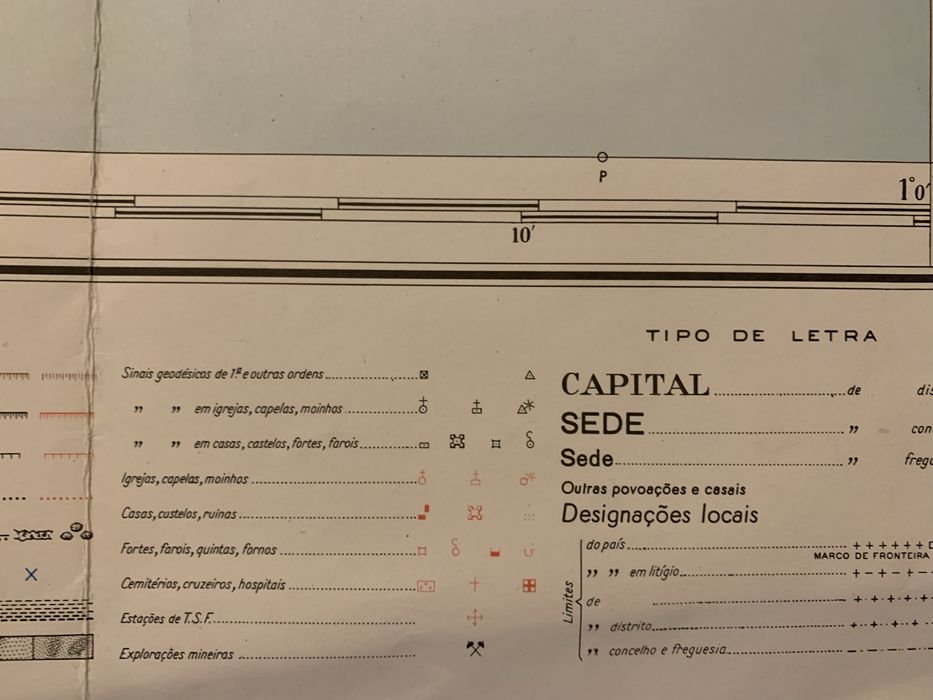 P
1°0'
10'
TIPO DE LETRA
Sinais geodésicos de 1.ª e outras ordens
" " em igrejas, capelas, moinhos
" " em casas, castelos, fortes, farois
Igrejas, capelas, moinhos
Casas, castelos, ruinas
Fortes, farois, quintas, fornos
Cemitérios, cruzeiros, hospitais
Estações de T.S.F.
Explorações mineiras
CAPITAL de dis
SEDE " con
Sede " fregu
Outras povoações e casais
Designações locais
Limites
do país
MARCO DE FRONTEIRA
" " em litígio
de
" distrito
" concelho e freguesia